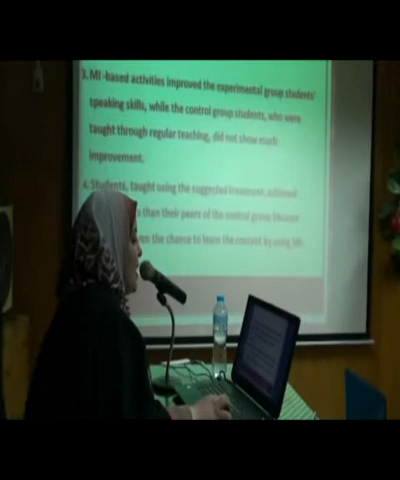 3. MI -based activities improved the experimental group students'
speaking skills, while the control group students, who were
taught through regular teaching, did not show much
improvement.
4. Students, taught using the suggested treatment, achieved
than their peers of the control group because
the chance to learn the content by using MI-